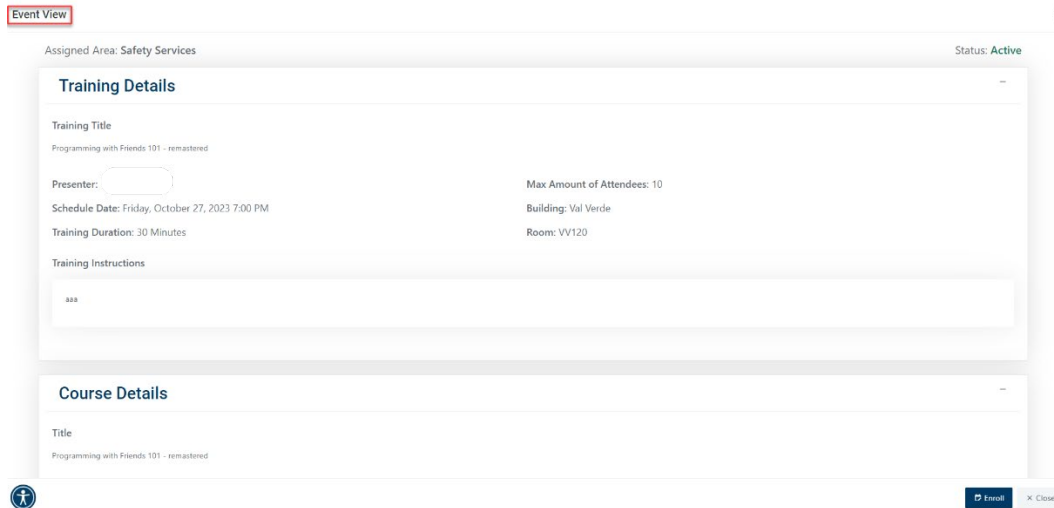 Event View
Assigned Area: Safety Services
Status: Active
Training Details
Training Title
Programming with Friends 101 - remastered
Presenter:
Max Amount of Attendees: 10
Schedule Date: Friday, October 27, 2023 7:00 PM
Building: Val Verde
Training Duration: 30 Minutes
Room: VV120
Training Instructions
aaa
Course Details
Title
Programming with Friends 101 - remastered
Enroll
× Close